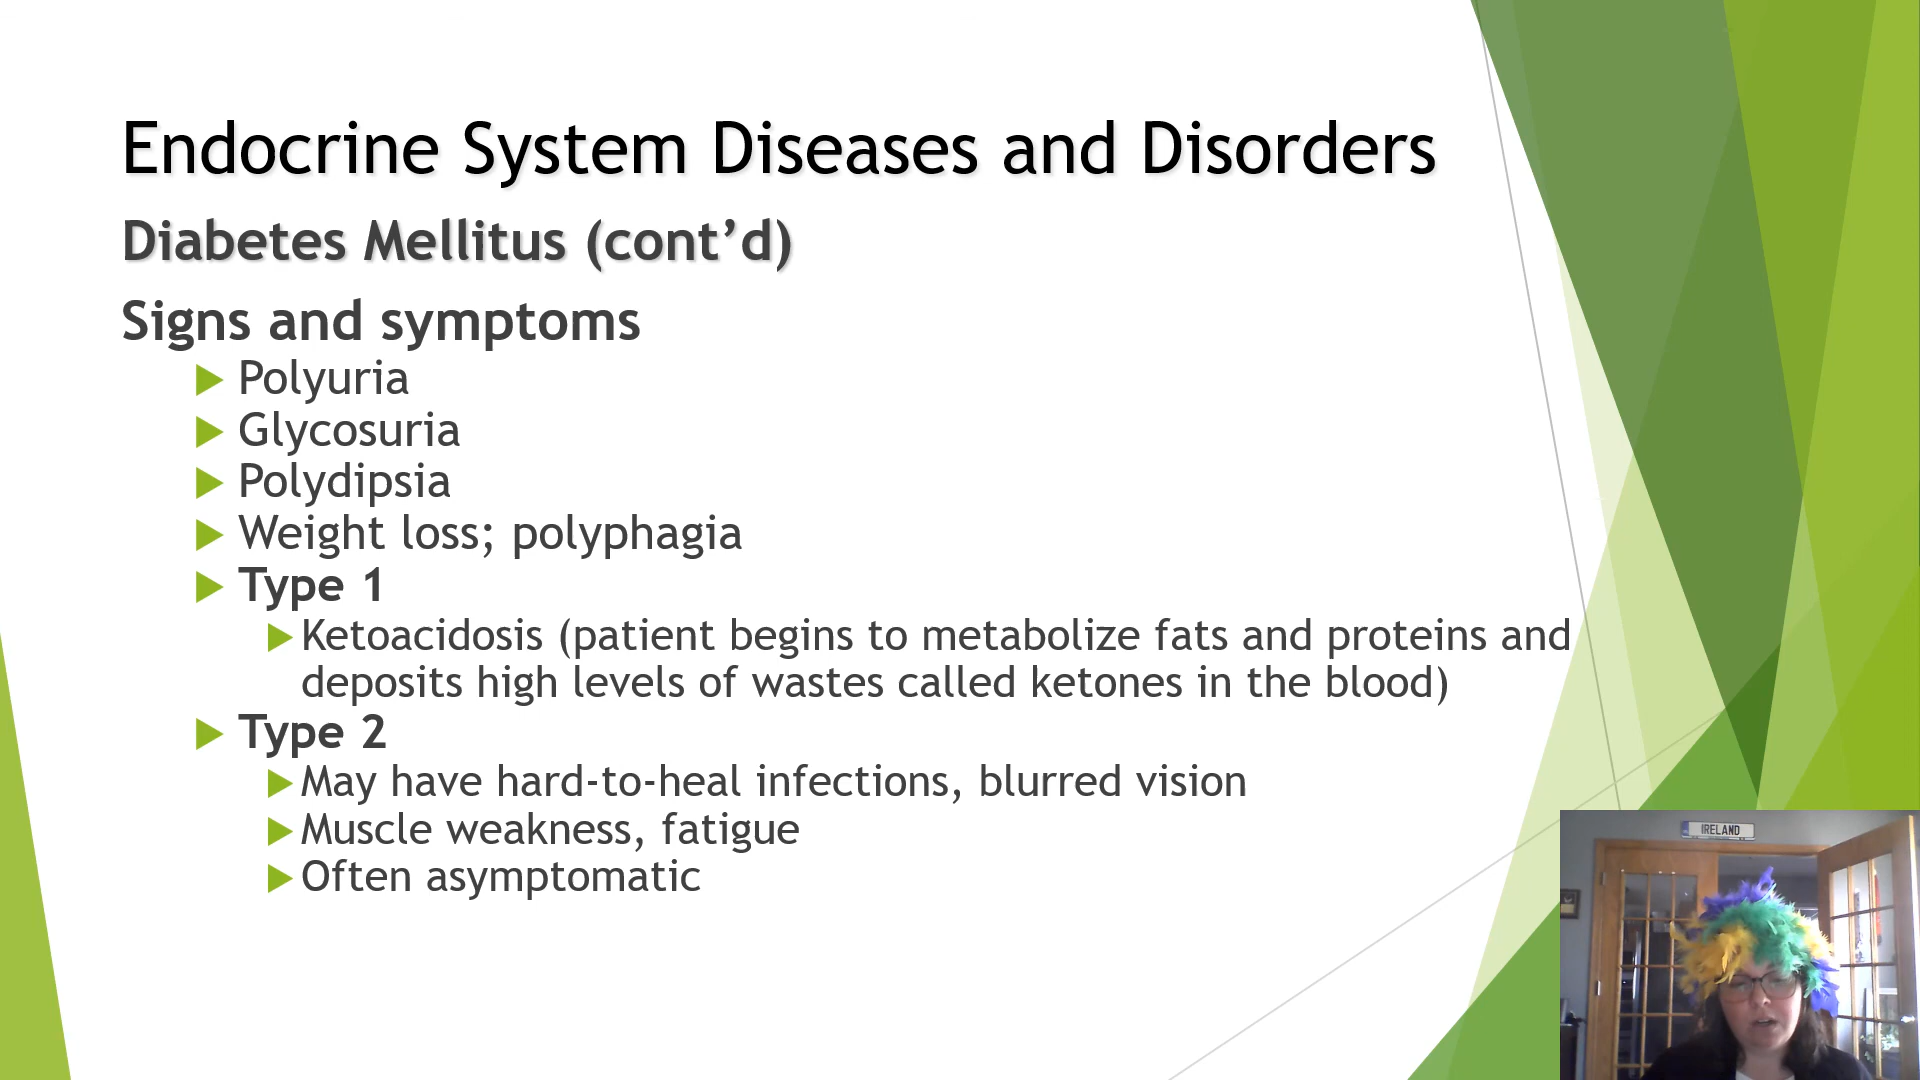 Endocrine System Diseases and Disorders
Diabetes Mellitus (cont’d)
Signs and symptoms
Polyuria
Glycosuria
Polydipsia
Weight loss; polyphagia
Type 1
Ketoacidosis (patient begins to metabolize fats and proteins and
deposits high levels of wastes called ketones in the blood)
Type 2
May have hard-to-heal infections, blurred vision
Muscle weakness, fatigue
Often asymptomatic
IRELAND